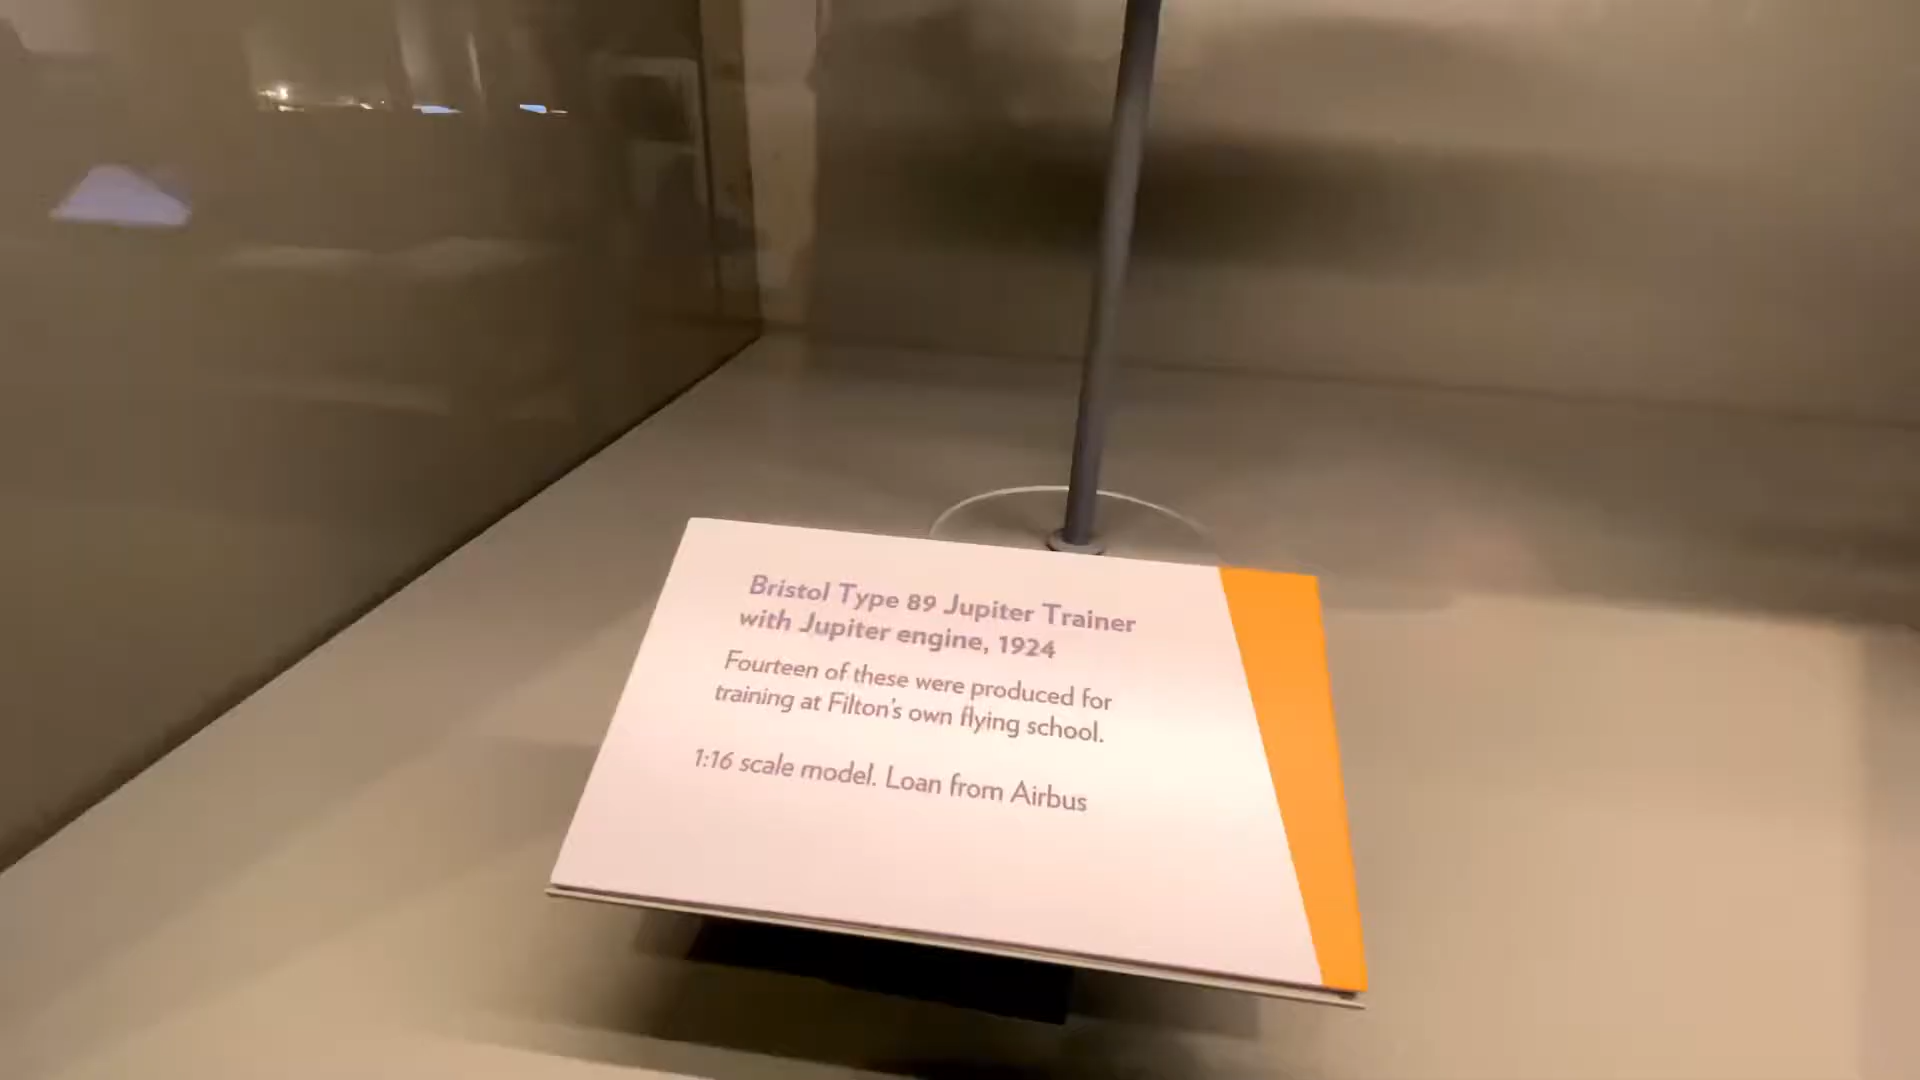 Bristol Type 89 Jupiter Trainer
with Jupiter engine, 1924
Fourteen of these were produced for
training at Filton's own flying school.
1:16 scale model. Loan from Airbus